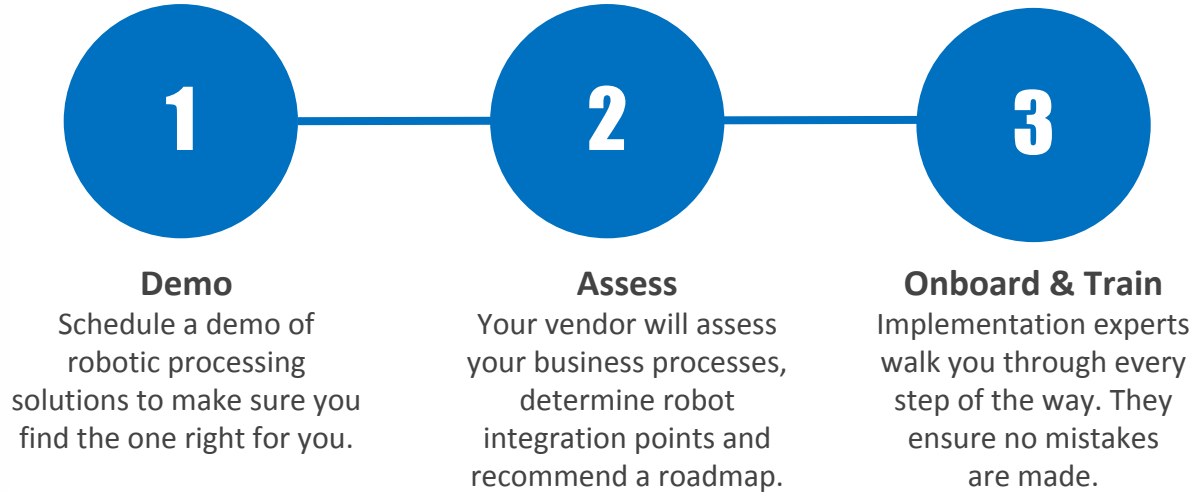 1
2
3
Demo
Schedule a demo of
robotic processing
solutions to make sure you
find the one right for you.
Assess
Your vendor will assess
your business processes,
determine robot
integration points and
recommend a roadmap.
Onboard & Train
Implementation experts
walk you through every
step of the way. They
ensure no mistakes
are made.